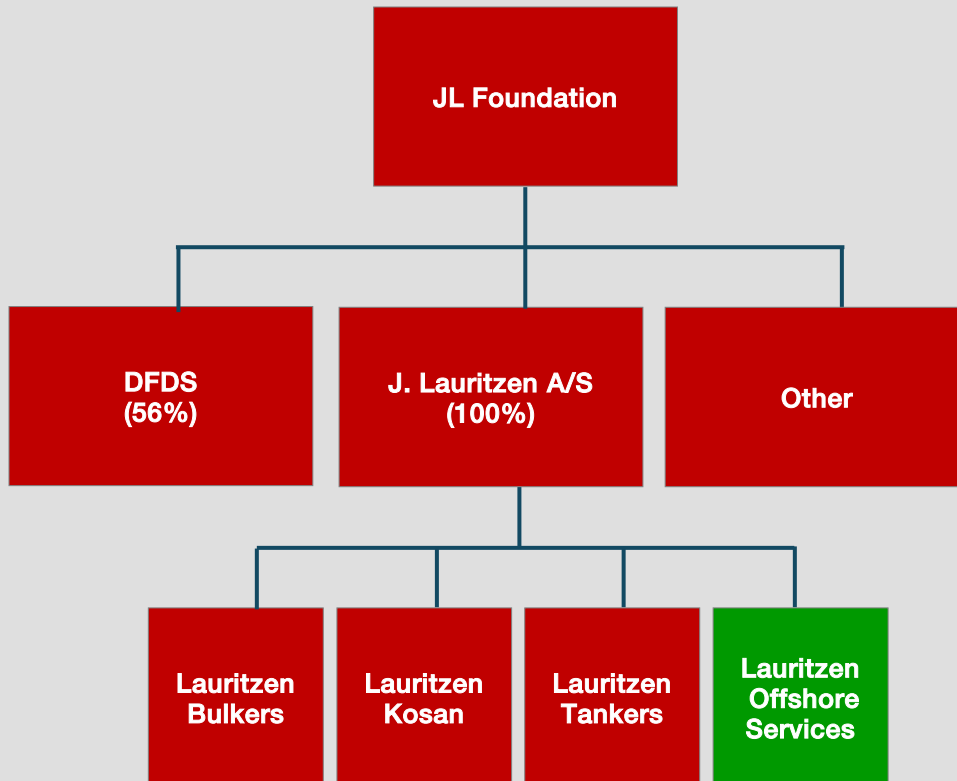 JL Foundation
DFDS
(56%)
J. Lauritzen A/S
(100%)
Other
Lauritzen
Bulkers
Lauritzen
Kosan
Lauritzen
Tankers
Lauritzen
Offshore
Services